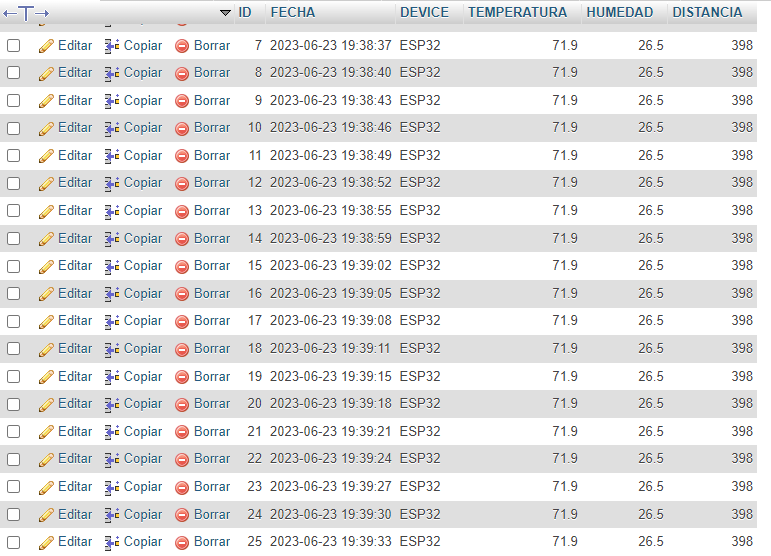 ID FECHA DEVICE TEMPERATURA HUMEDAD DISTANCIA
Editar Copiar Borrar 7 2023-06-23 19:38:37 ESP32 71.9 26.5 398
Editar Copiar Borrar 8 2023-06-23 19:38:40 ESP32 71.9 26.5 398
Editar Copiar Borrar 9 2023-06-23 19:38:43 ESP32 71.9 26.5 398
Editar Copiar Borrar 10 2023-06-23 19:38:46 ESP32 71.9 26.5 398
Editar Copiar Borrar 11 2023-06-23 19:38:49 ESP32 71.9 26.5 398
Editar Copiar Borrar 12 2023-06-23 19:38:52 ESP32 71.9 26.5 398
Editar Copiar Borrar 13 2023-06-23 19:38:55 ESP32 71.9 26.5 398
Editar Copiar Borrar 14 2023-06-23 19:38:59 ESP32 71.9 26.5 398
Editar Copiar Borrar 15 2023-06-23 19:39:02 ESP32 71.9 26.5 398
Editar Copiar Borrar 16 2023-06-23 19:39:05 ESP32 71.9 26.5 398
Editar Copiar Borrar 17 2023-06-23 19:39:08 ESP32 71.9 26.5 398
Editar Copiar Borrar 18 2023-06-23 19:39:11 ESP32 71.9 26.5 398
Editar Copiar Borrar 19 2023-06-23 19:39:15 ESP32 71.9 26.5 398
Editar Copiar Borrar 20 2023-06-23 19:39:18 ESP32 71.9 26.5 398
Editar Copiar Borrar 21 2023-06-23 19:39:21 ESP32 71.9 26.5 398
Editar Copiar Borrar 22 2023-06-23 19:39:24 ESP32 71.9 26.5 398
Editar Copiar Borrar 23 2023-06-23 19:39:27 ESP32 71.9 26.5 398
Editar Copiar Borrar 24 2023-06-23 19:39:30 ESP32 71.9 26.5 398
Editar Copiar Borrar 25 2023-06-23 19:39:33 ESP32 71.9 26.5 398